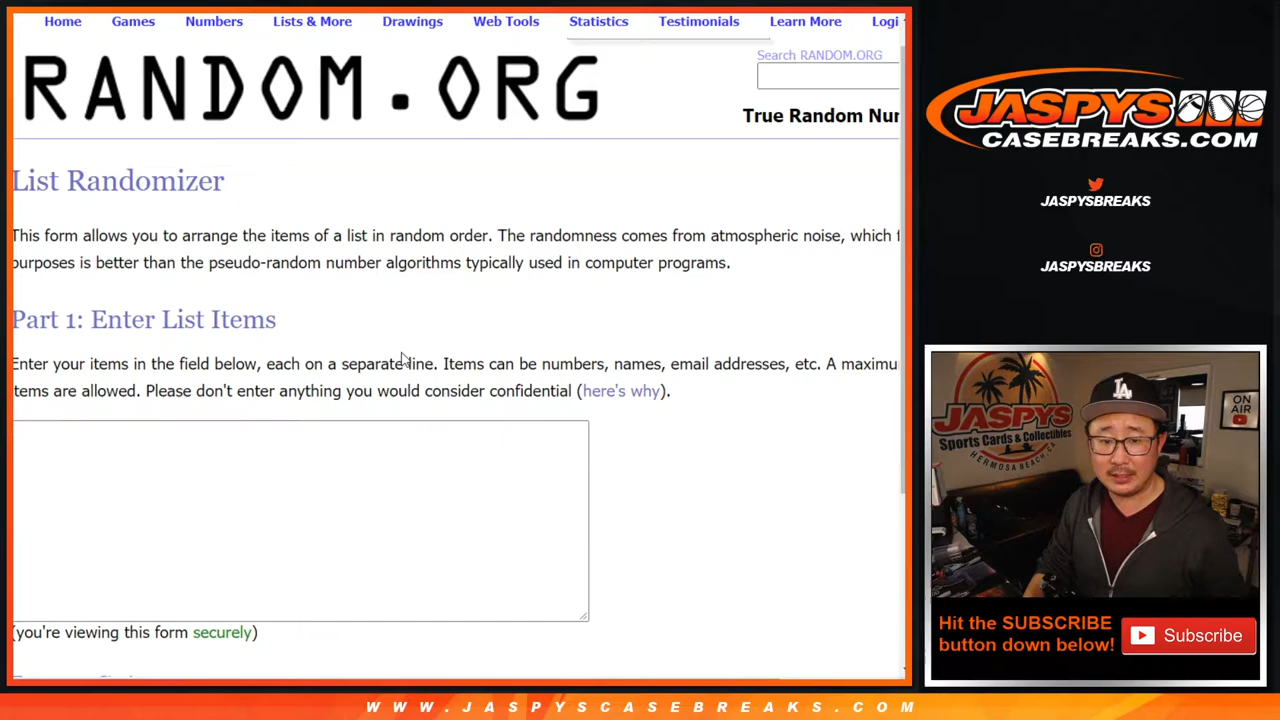 Home Games Numbers Lists & More Drawings Web Tools Statistics Testimonials Learn More Logi
RANDOM.ORG
Search RANDOM.ORG
True Random Nur
List Randomizer
This form allows you to arrange the items of a list in random order. The randomness comes from atmospheric noise, which f
purposes is better than the pseudo-random number algorithms typically used in computer programs.
Part 1: Enter List Items
Enter your items in the field below, each on a separate line. Items can be numbers, names, email addresses, etc. A maximu
items are allowed. Please don't enter anything you would consider confidential (here's why).
(you're viewing this form securely)
JASPYS
CASEBREAKS.COM
JASPYSBREAKS
JASPYSBREAKS
JASPYS
Sports Cards & Collectibles
HERMOSA BEACH, CA
LA
ON
AIR
Hit the SUBSCRIBE
button down below!
Subscribe
WWW.JASPYSCASEBREAKS.COM